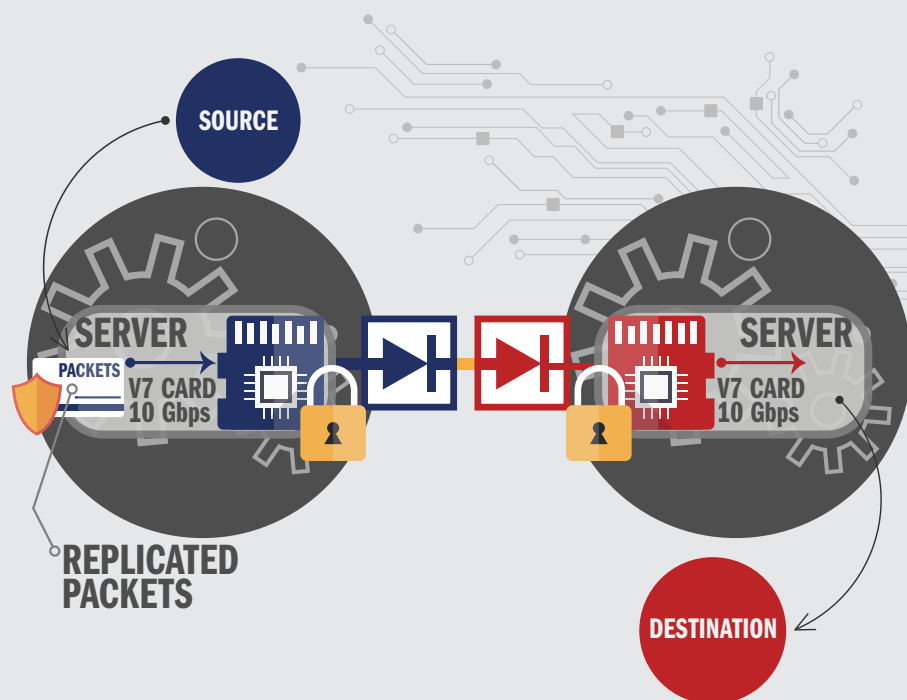 SOURCE
SERVER
PACKETS
V7 CARD
10 Gbps
SERVER
V7 CARD
10 Gbps
REPLICATED
PACKETS
DESTINATION